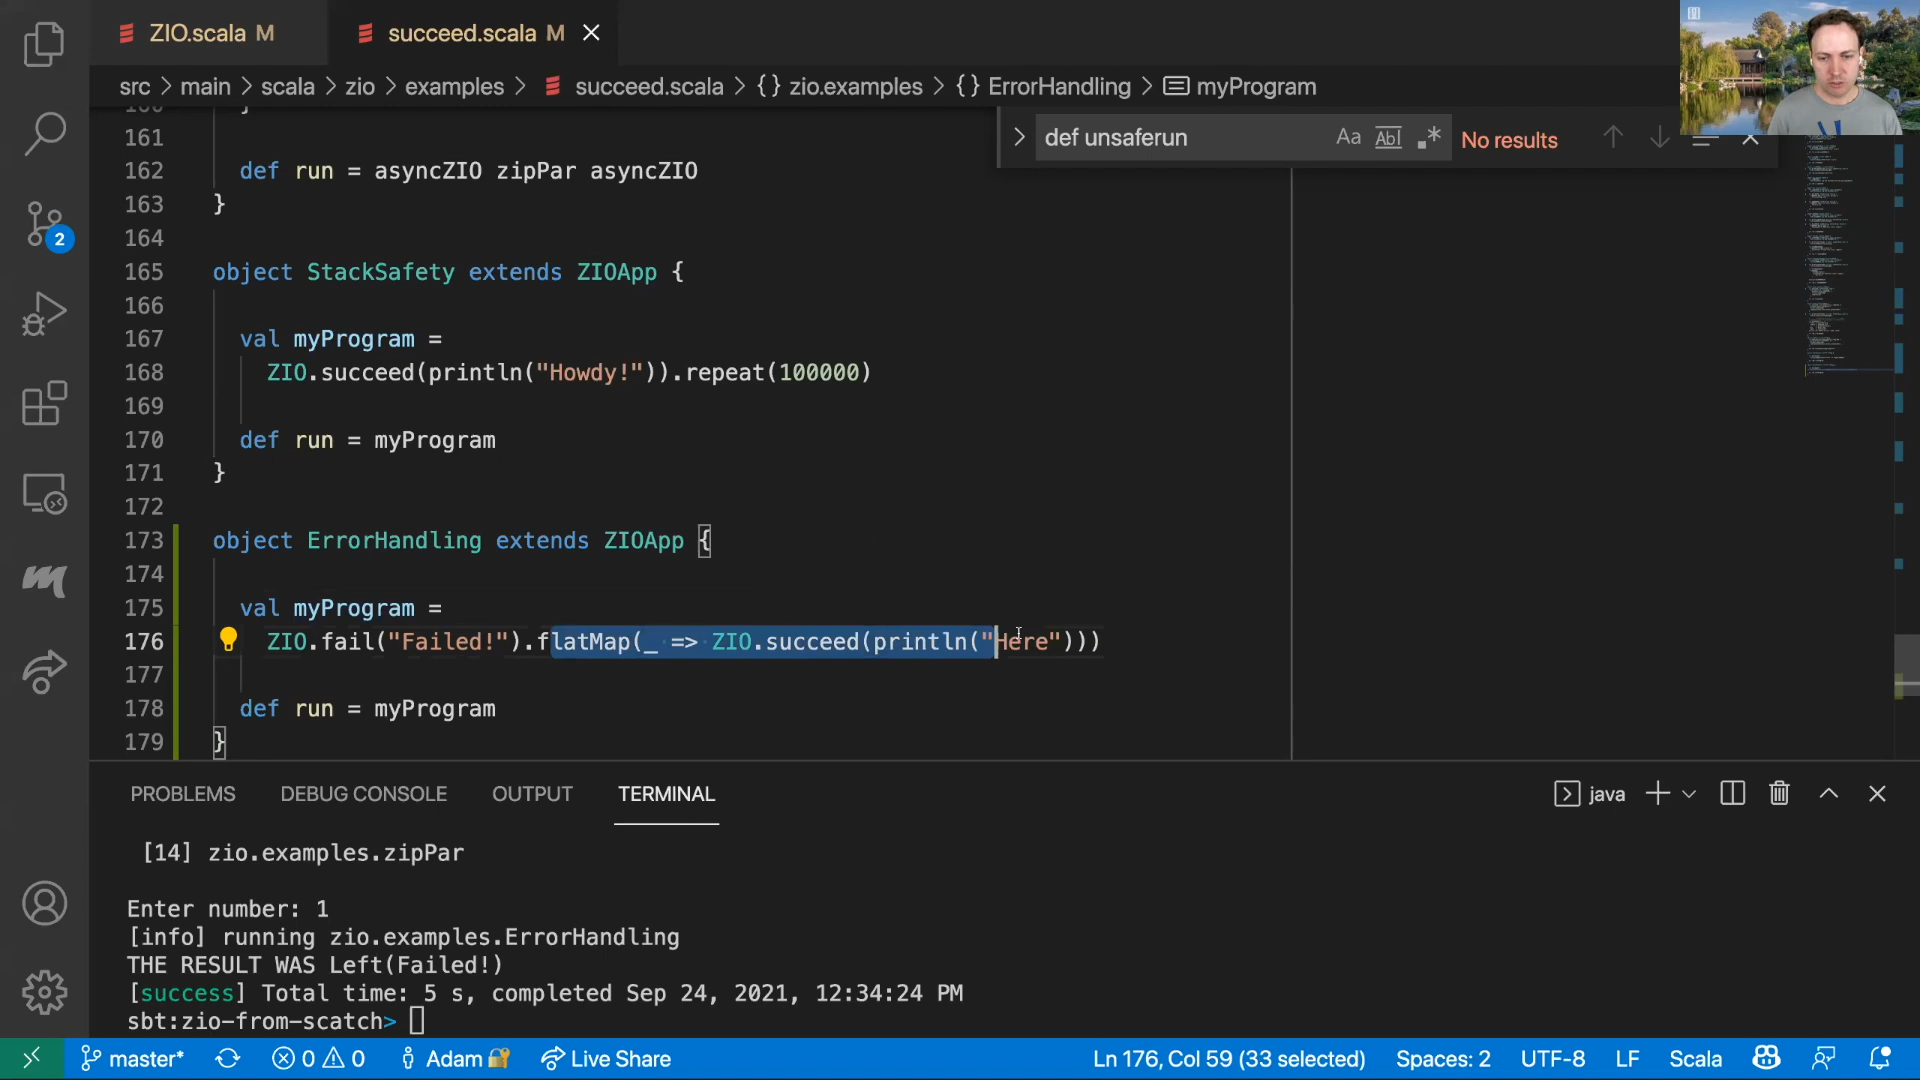 ZIO.scala M
succeed.scala M
src > main > scala > zio > examples > succeed.scala > {} zio.examples > {} ErrorHandling > myProgram
def unsaferun
Aa Abl .* No results
160 }
161
162 def run = asyncZIO zipPar asyncZIO
163 }
164
165 object StackSafety extends ZIOApp {
166
167 val myProgram =
168 ZIO.succeed(println("Howdy!")).repeat(100000)
169
170 def run = myProgram
171 }
172
173 object ErrorHandling extends ZIOApp {
174
175 val myProgram =
176 ZIO.fail("Failed!").flatMap(_ => ZIO.succeed(println("Here")))
177
178 def run = myProgram
179 }
2
PROBLEMS DEBUG CONSOLE OUTPUT TERMINAL
java
[14] zio.examples.zipPar
Enter number: 1
[info] running zio.examples.ErrorHandling
THE RESULT WAS Left(Failed!)
[success] Total time: 5 s, completed Sep 24, 2021, 12:34:24 PM
sbt:zio-from-scatch>
master* 0 0 Adam Live Share
Ln 176, Col 59 (33 selected) Spaces: 2 UTF-8 LF Scala